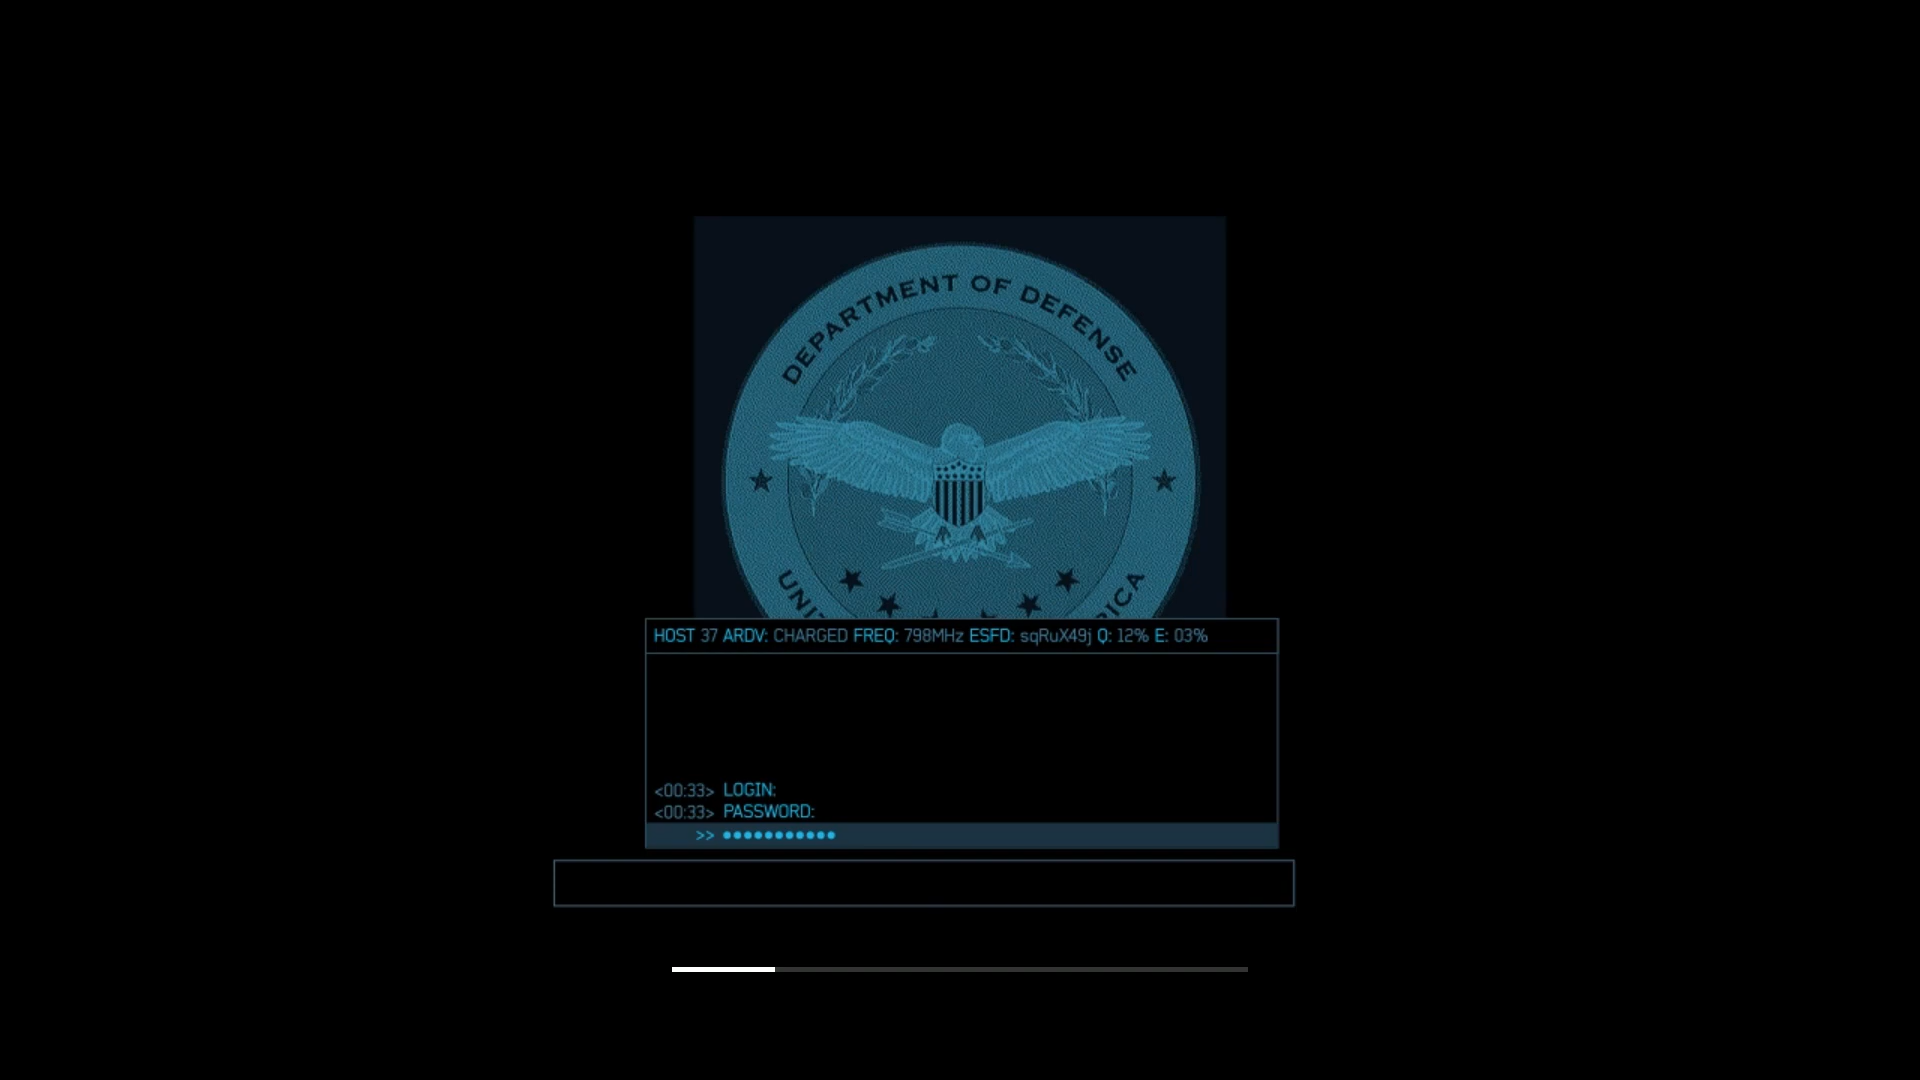 DEPARTMENT OF DEFENSE
HOST 37 ARDV: CHARGED FREQ: 798MHz ESFD: sqRuX49j Q: 12% E: 03%
<00:33> LOGIN:
<00:33> PASSWORD:
>> ●●●●●●●●●●●